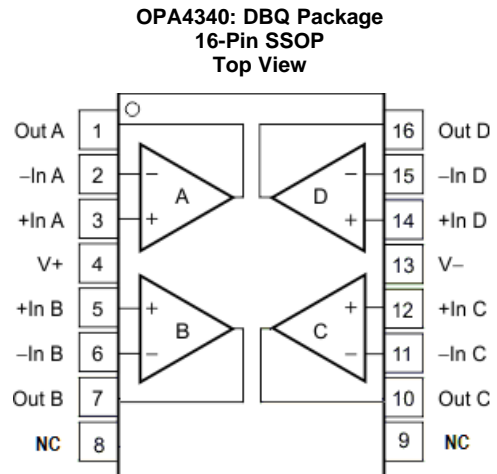 OPA4340: DBQ Package
16-Pin SSOP
Top View
Out A 1 16 Out D
−In A 2 − − 15 −In D
A D
+In A 3 + + 14 +In D
V+ 4 13 V−
+In B 5 + + 12 +In C
B C
−In B 6 − − 11 −In C
Out B 7 10 Out C
NC 8 9 NC